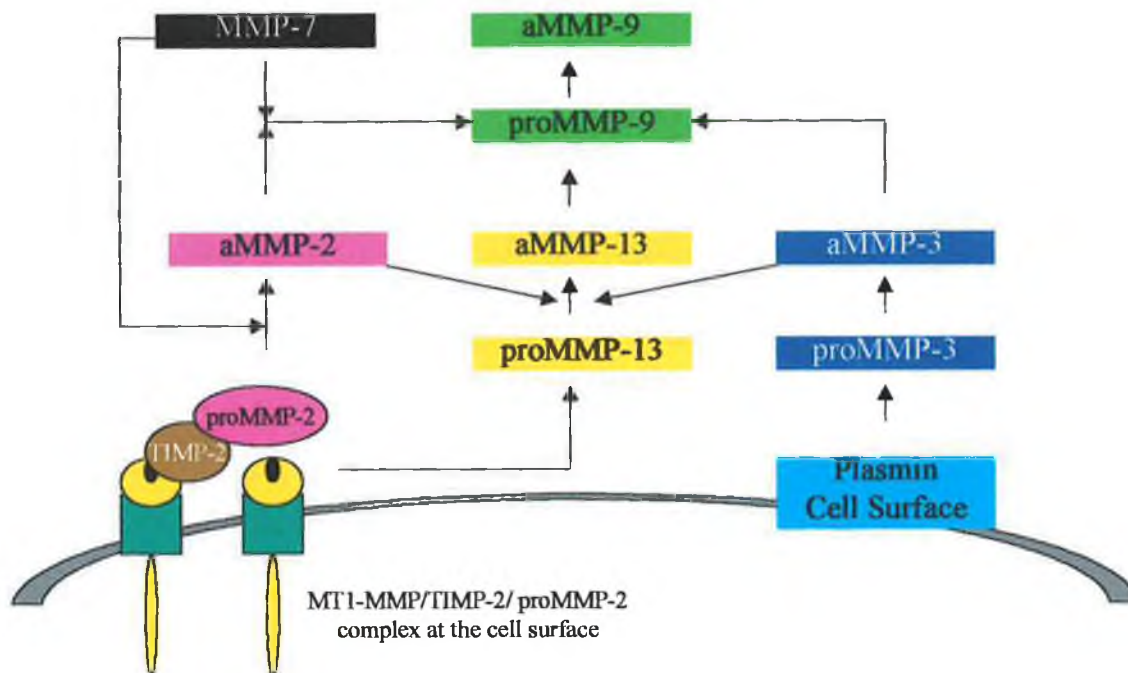 MMP-7
aMMP-9
proMMP-9
aMMP-2
aMMP-13
aMMP-3
proMMP-13
proMMP-3
proMMP-2
TIMP-2
Plasmin
Cell Surface
MT1-MMP/TIMP-2/ proMMP-2
complex at the cell surface